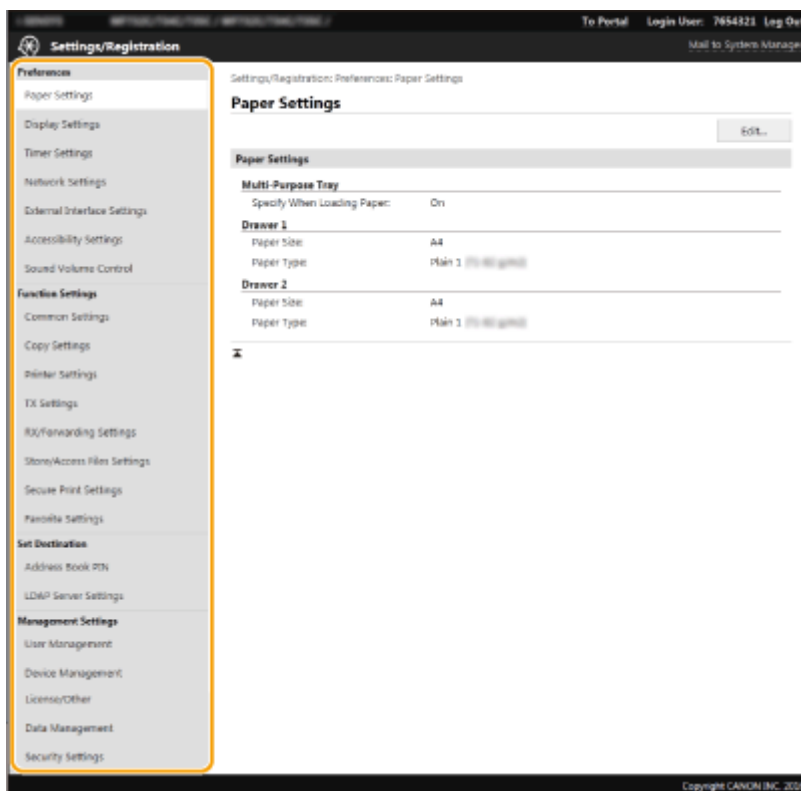 To Portal Login User: 7654321 Log Ou
Settings/Registration
Mail to System Manage
Preferences
Paper Settings
Display Settings
Timer Settings
Network Settings
External Interface Settings
Accessibility Settings
Sound Volume Control
Function Settings
Common Settings
Copy Settings
Printer Settings
TX Settings
RX/Forwarding Settings
Store/Access Files Settings
Secure Print Settings
Favorite Settings
Set Destination
Address Book PIN
LDAP Server Settings
Management Settings
User Management
Device Management
License/Other
Data Management
Security Settings
Settings/Registration: Preferences: Paper Settings
Paper Settings
Edit...
Paper Settings
Multi-Purpose Tray
Specify When Loading Paper: On
Drawer 1
Paper Size: A4
Paper Type: Plain 1
Drawer 2
Paper Size: A4
Paper Type: Plain 1
Copyright CANON INC. 201